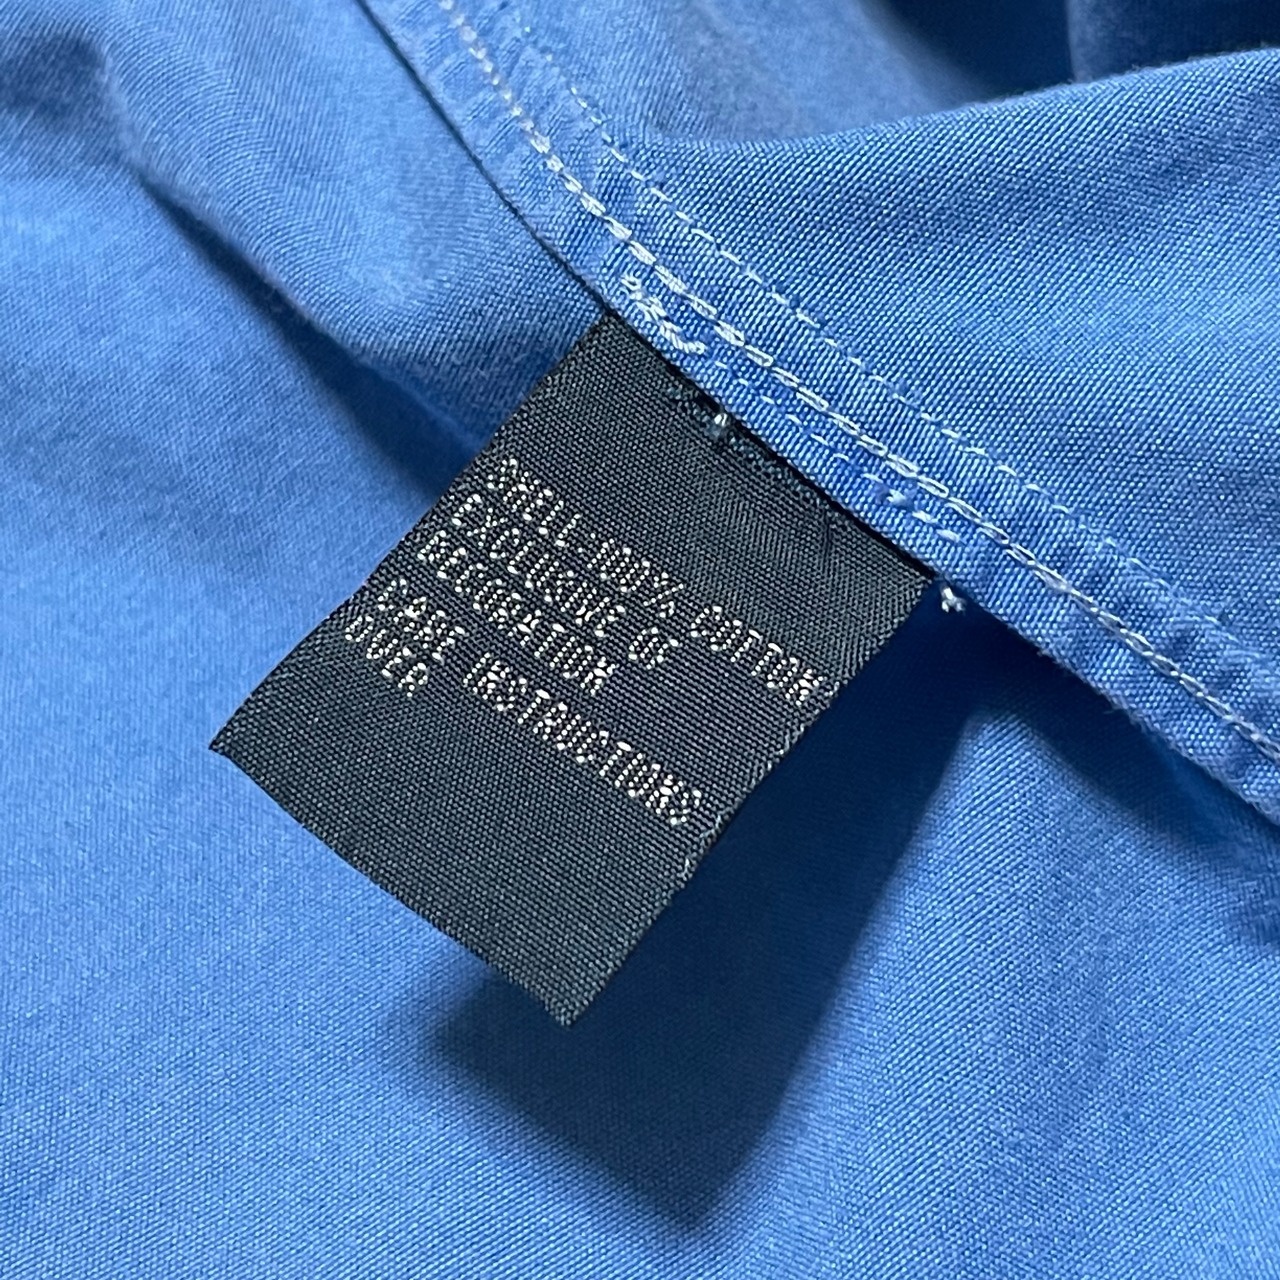 SHELL-100% COTTON
EXCLUSIVE OF
DECORATION
CARE INSTRUCTIONS
OVER